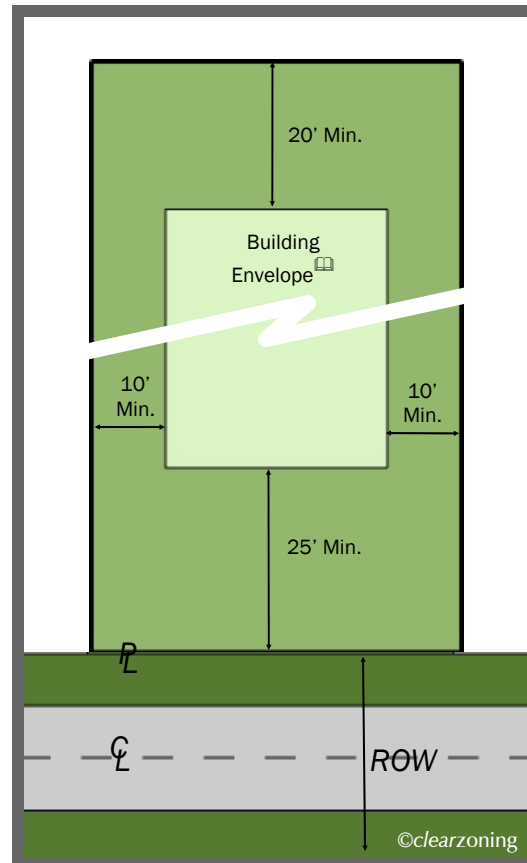 20’ Min.
Building
Envelope
10’
Min.
10’
Min.
25’ Min.
PL
CL
ROW
©clearzoning